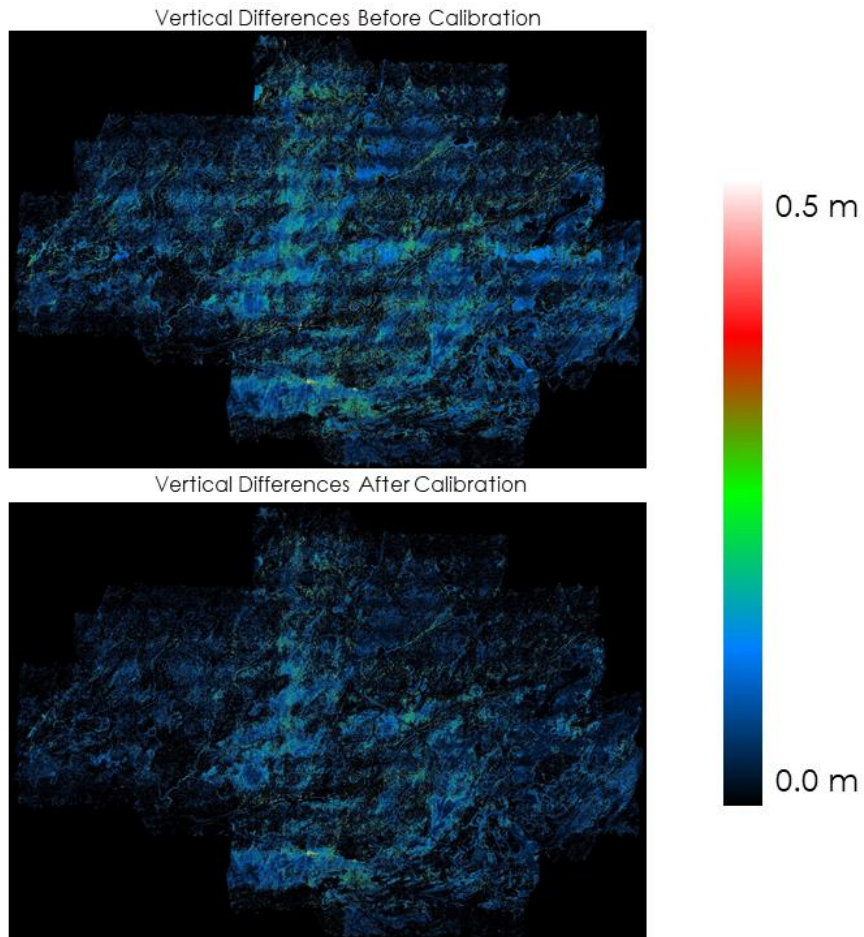 Vertical Differences Before Calibration
0.5 m
Vertical Differences After Calibration
0.0 m